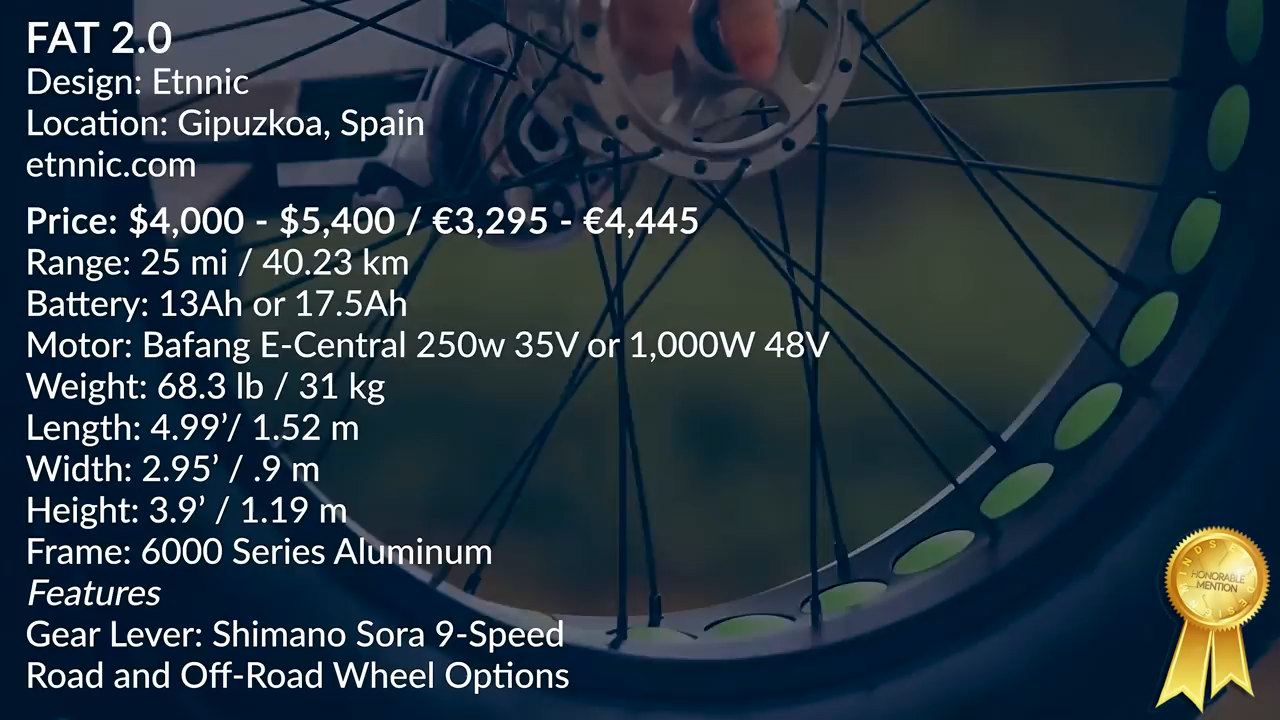 FAT 2.0
Design: Etnnic
Location: Gipuzkoa, Spain
etnnic.com
Price: $4,000 - $5,400 / €3,295 - €4,445
Range: 25 mi / 40.23 km
Battery: 13Ah or 17.5Ah
Motor: Bafang E-Central 250w 35V or 1,000W 48V
Weight: 68.3 lb / 31 kg
Length: 4.99’/ 1.52 m
Width: 2.95’ / .9 m
Height: 3.9’ / 1.19 m
Frame: 6000 Series Aluminum
Features
Gear Lever: Shimano Sora 9-Speed
Road and Off-Road Wheel Options
HONORABLE
MENTION